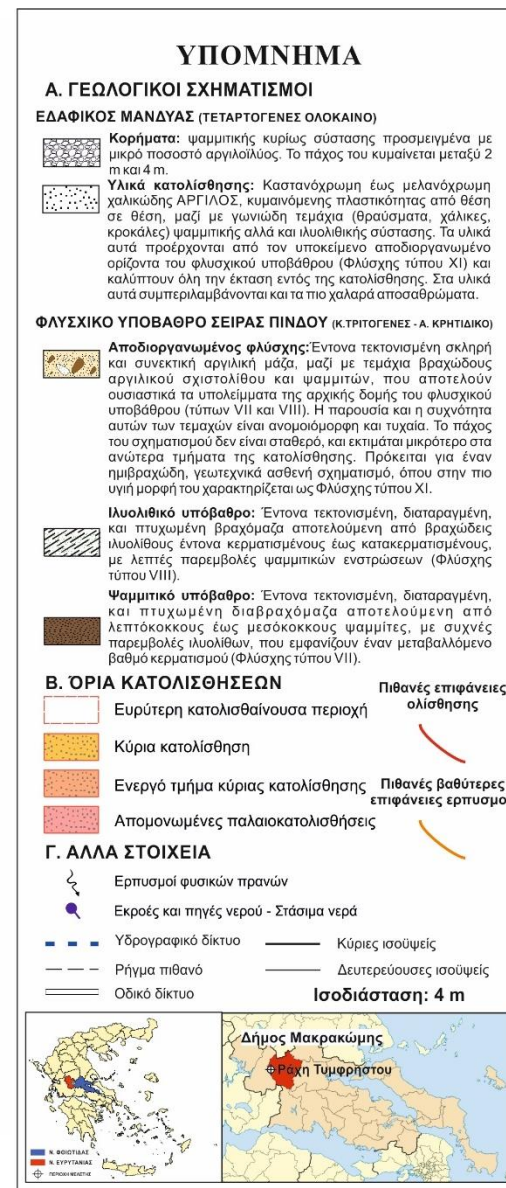 ΥΠΟΜΝΗΜΑ
Α. ΓΕΩΛΟΓΙΚΟΙ ΣΧΗΜΑΤΙΣΜΟΙ
ΕΔΑΦΙΚΟΣ ΜΑΝΔΥΑΣ (ΤΕΤΑΡΤΟΓΕΝΕΣ ΟΛΟΚΑΙΝΟ)
Κορήματα: ψαμμιτικής κυρίως σύστασης προσμειγμένα με
μικρό ποσοστό αργιλοϊλύος. Το πάχος του κυμαίνεται μεταξύ 2
m και 4 m.
Υλικά κατολίσθησης: Καστανόχρωμη έως μελανόχρωμη
χαλικώδης ΑΡΓΙΛΟΣ, κυμαινόμενης πλαστικότητας από θέση
σε θέση, μαζί με γωνιώδη τεμάχια (θραύσματα, χάλικες,
κροκάλες) ψαμμιτικής αλλά και ιλυολιθικής σύστασης. Τα υλικά
αυτά προέρχονται από τον υποκείμενο αποδιοργανωμένο
ορίζοντα του φλυσχικού υποβάθρου (Φλύσχης τύπου XI) και
καλύπτουν όλη την έκταση εντός της κατολίσθησης. Στα υλικά
αυτά συμπεριλαμβάνονται και τα πιο χαλαρά αποσαθρώματα.
ΦΛΥΣΧΙΚΟ ΥΠΟΒΑΘΡΟ ΣΕΙΡΑΣ ΠΙΝΔΟΥ (Κ.ΤΡΙΤΟΓΕΝΕΣ - Α. ΚΡΗΤΙΔΙΚΟ)
Αποδιοργανωμένος φλύσχης: Έντονα τεκτονισμένη σκληρή
και συνεκτική αργιλική μάζα, μαζί με τεμάχια βραχώδους
αργιλικού σχιστολίθου και ψαμμιτών, που αποτελούν
ουσιαστικά τα υπολείμματα της αρχικής δομής του φλυσχικού
υποβάθρου (τύπων VII και VIII). Η παρουσία και η συχνότητα
αυτών των τεμαχών είναι ανομοιόμορφη και τυχαία. Το πάχος
του σχηματισμού δεν είναι σταθερό, και εκτιμάται μικρότερο στα
ανώτερα τμήματα της κατολίσθησης. Πρόκειται για έναν
ημιβραχώδη, γεωτεχνικά ασθενή σχηματισμό, όπου στην πιο
υγιή μορφή του χαρακτηρίζεται ως Φλύσχης τύπου XI.
Ιλυολιθικό υπόβαθρο: Έντονα τεκτονισμένη, διαταραγμένη,
και πτυχωμένη βραχόμαζα αποτελούμενη από βραχώδεις
ιλυολίθους έντονα κερματισμένους έως κατακερματισμένους,
με λεπτές παρεμβολές ψαμμιτικών ενστρώσεων (Φλύσχης
τύπου VIII).
Ψαμμιτικό υπόβαθρο: Έντονα τεκτονισμένη, διαταραγμένη,
και πτυχωμένη διαβραχόμαζα αποτελούμενη από
λεπτόκοκκους έως μεσόκοκκους ψαμμίτες, με συχνές
παρεμβολές ιλυολίθων, που εμφανίζουν έναν μεταβαλλόμενο
βαθμό κερματισμού (Φλύσχης τύπου VII).
Β. ΌΡΙΑ ΚΑΤΟΛΙΣΘΗΣΕΩΝ
Ευρύτερη κατολισθαίνουσα περιοχή
Κύρια κατολίσθηση
Ενεργό τμήμα κύριας κατολίσθησης
Απομονωμένες παλαιοκατολισθήσεις
Πιθανές επιφάνειες
ολίσθησης
Πιθανές βαθύτερες
επιφάνειες ερπυσμο
Γ. ΑΛΛΑ ΣΤΟΙΧΕΙΑ
Ερπυσμοί φυσικών πρανών
Εκροές και πηγές νερού - Στάσιμα νερά
Υδρογραφικό δίκτυο
Κύριες ισοϋψείς
Ρήγμα πιθανό
Δευτερεύουσες ισοϋψείς
Οδικό δίκτυο
Ισοδιάσταση: 4 m
Δήμος Μακρακώμης
Ράχη Τυμφρήστου
Ν. ΦΘΙΩΤΙΔΑΣ
Ν. ΕΥΡΥΤΑΝΙΑΣ
ΠΕΡΙΟΧΗ ΜΕΛΕΤΗΣ